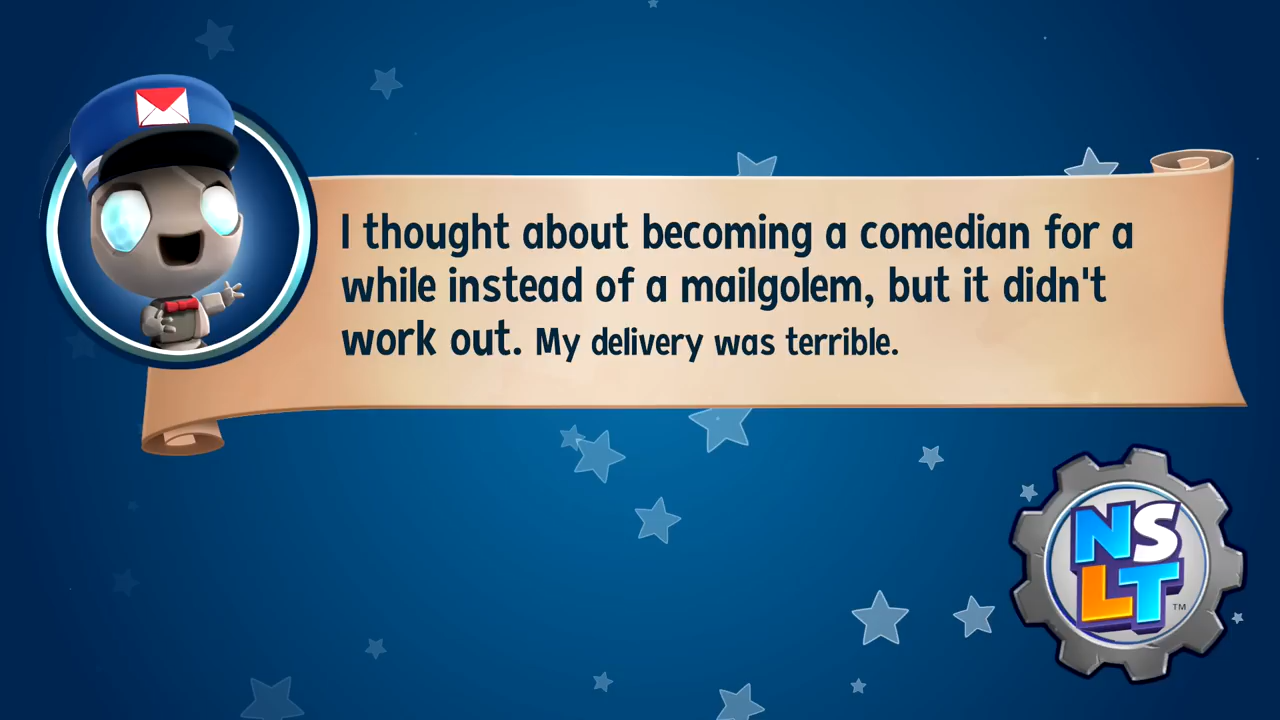 I thought about becoming a comedian for a
while instead of a mailgolem, but it didn't
work out. My delivery was terrible.
NS
LT
TM